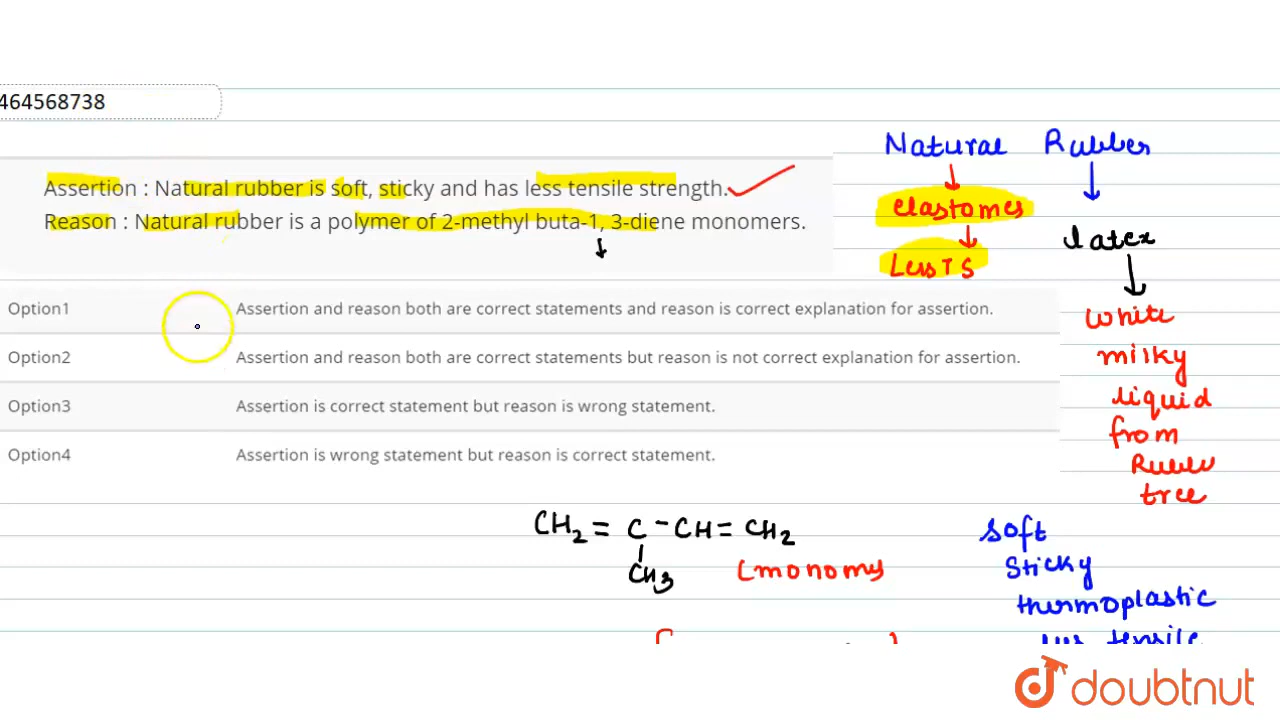 464568738
Assertion : Natural rubber is soft, sticky and has less tensile strength.
Reason : Natural rubber is a polymer of 2-methyl buta-1, 3-diene monomers.
Option1 Assertion and reason both are correct statements and reason is correct explanation for assertion.
Option2 Assertion and reason both are correct statements but reason is not correct explanation for assertion.
Option3 Assertion is correct statement but reason is wrong statement.
Option4 Assertion is wrong statement but reason is correct statement.
Natural Rubber
elastomes
Less TS
latex
white
milky
liquid
from
Rubber
tree
CH2 = C - CH = CH2
CH3
(monomer
soft
sticky
thermoplastic
tensile
doubtnut